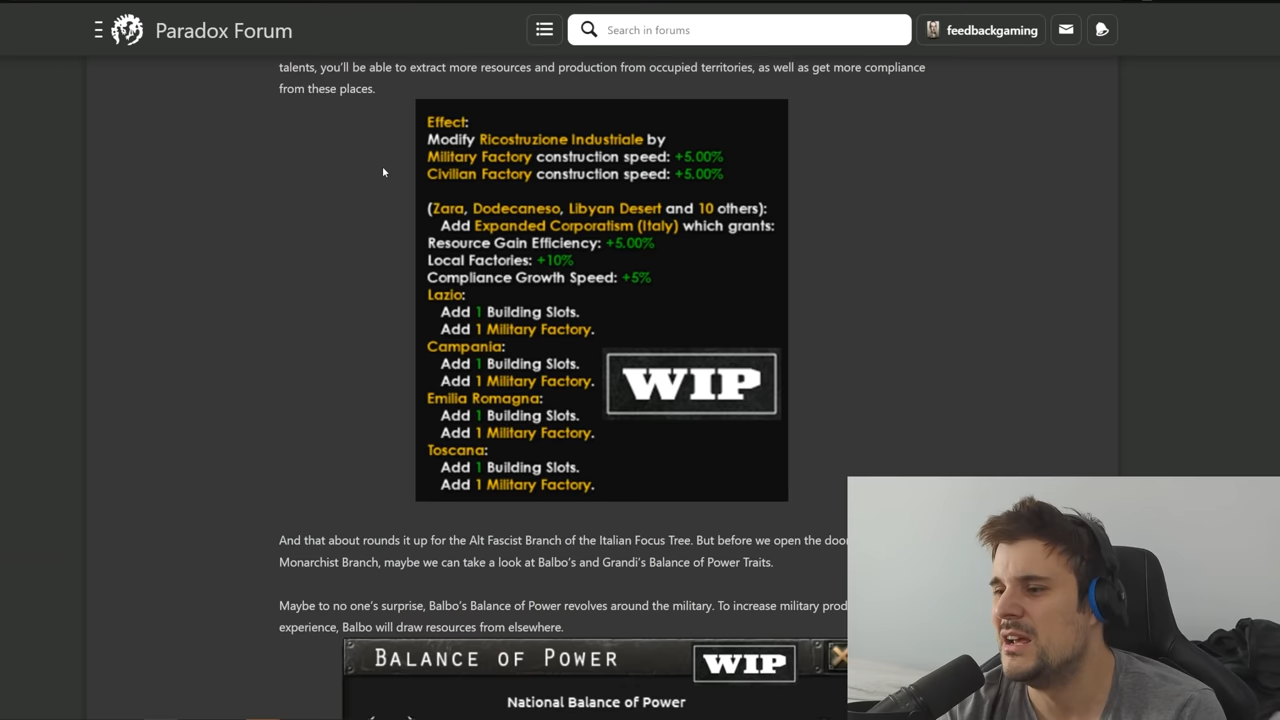 Paradox Forum
Search in forums
feedbackgaming
talents, you'll be able to extract more resources and production from occupied territories, as well as get more compliance
from these places.
Effect:
Modify Ricostruzione Industriale by
Military Factory construction speed: +5.00%
Civilian Factory construction speed: +5.00%
(Zara, Dodecaneso, Libyan Desert and 10 others):
Add Expanded Corporatism (Italy) which grants:
Resource Gain Efficiency: +5.00%
Local Factories: +10%
Compliance Growth Speed: +5%
Lazio:
Add 1 Building Slots.
Add 1 Military Factory.
Campania:
Add 1 Building Slots.
Add 1 Military Factory.
WIP
Emilia Romagna:
Add 1 Building Slots.
Add 1 Military Factory.
Toscana:
Add 1 Building Slots.
Add 1 Military Factory.
And that about rounds it up for the Alt Fascist Branch of the Italian Focus Tree. But before we open the doo
Monarchist Branch, maybe we can take a look at Balbo's and Grandi's Balance of Power Traits.
Maybe to no one's surprise, Balbo's Balance of Power revolves around the military. To increase military prod
experience, Balbo will draw resources from elsewhere.
BALANCE OF POWER
WIP
National Balance of Power